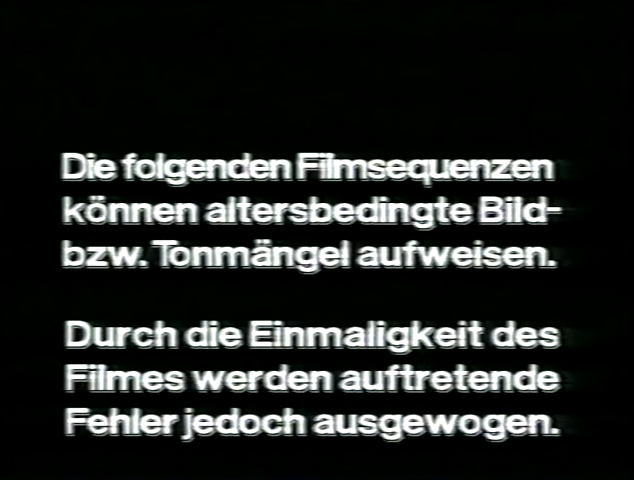 Die folgenden Filmsequenzen
können altersbedingte Bild-
bzw. Tonmängel aufweisen.
Durch die Einmaligkeit des
Filmes werden auftretende
Fehler jedoch ausgewogen.